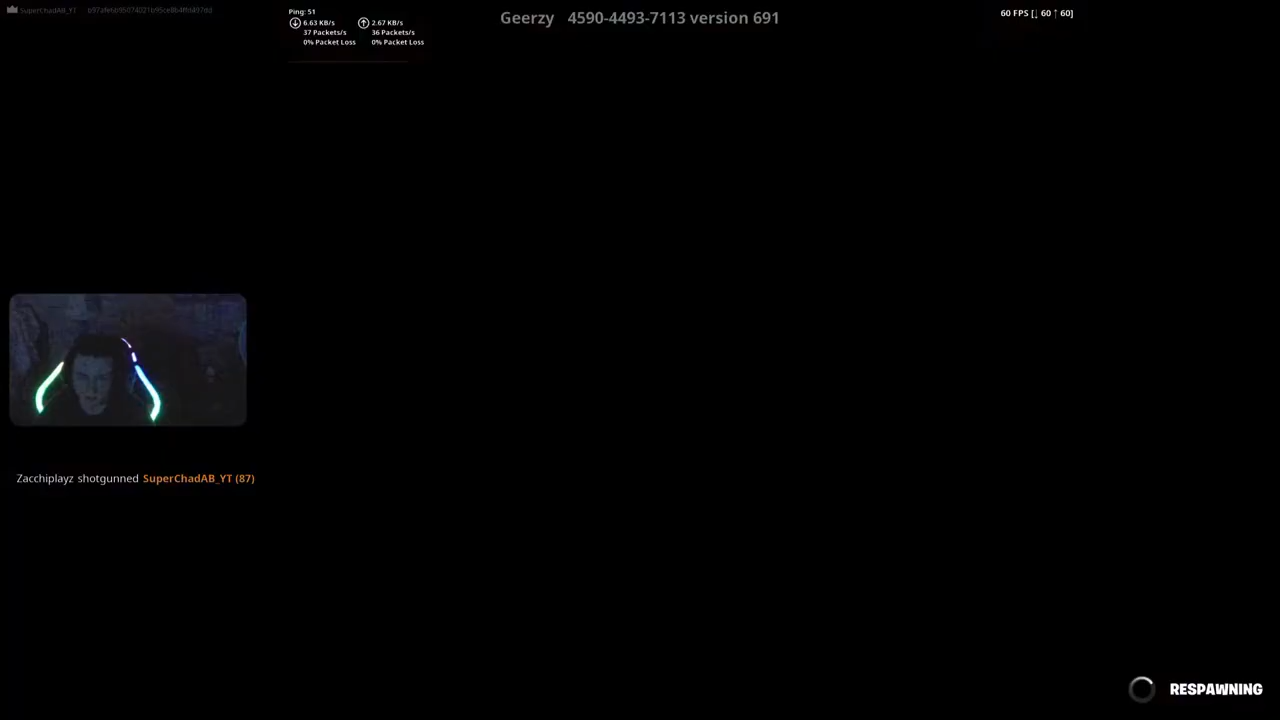 SuperChadAB_YT
Ping: 51
6.63 KB/s 2.67 KB/s
37 Packets/s 36 Packets/s
0% Packet Loss 0% Packet Loss
Geerzy 4590-4493-7113 version 691
60 FPS [↓ 60 ↑ 60]
Zacchiplayz shotgunned SuperChadAB_YT (87)
RESPAWNING